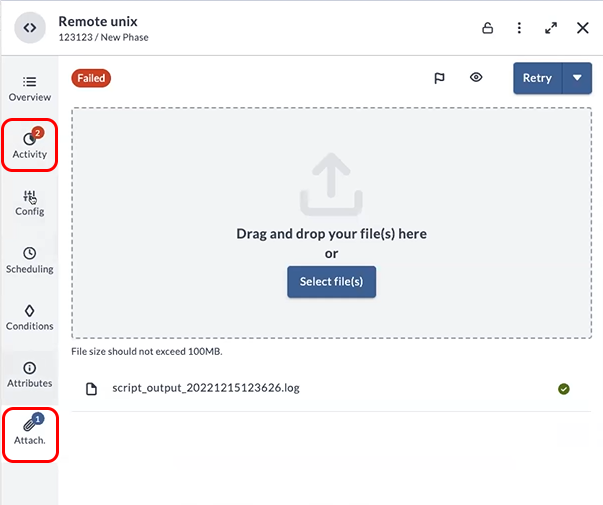 Remote unix
123123 / New Phase
Failed
Retry
Overview
2
Activity
Config
Scheduling
Conditions
Attributes
1
Attach.
Drag and drop your file(s) here
or
Select file(s)
File size should not exceed 100MB.
script_output_20221215123626.log